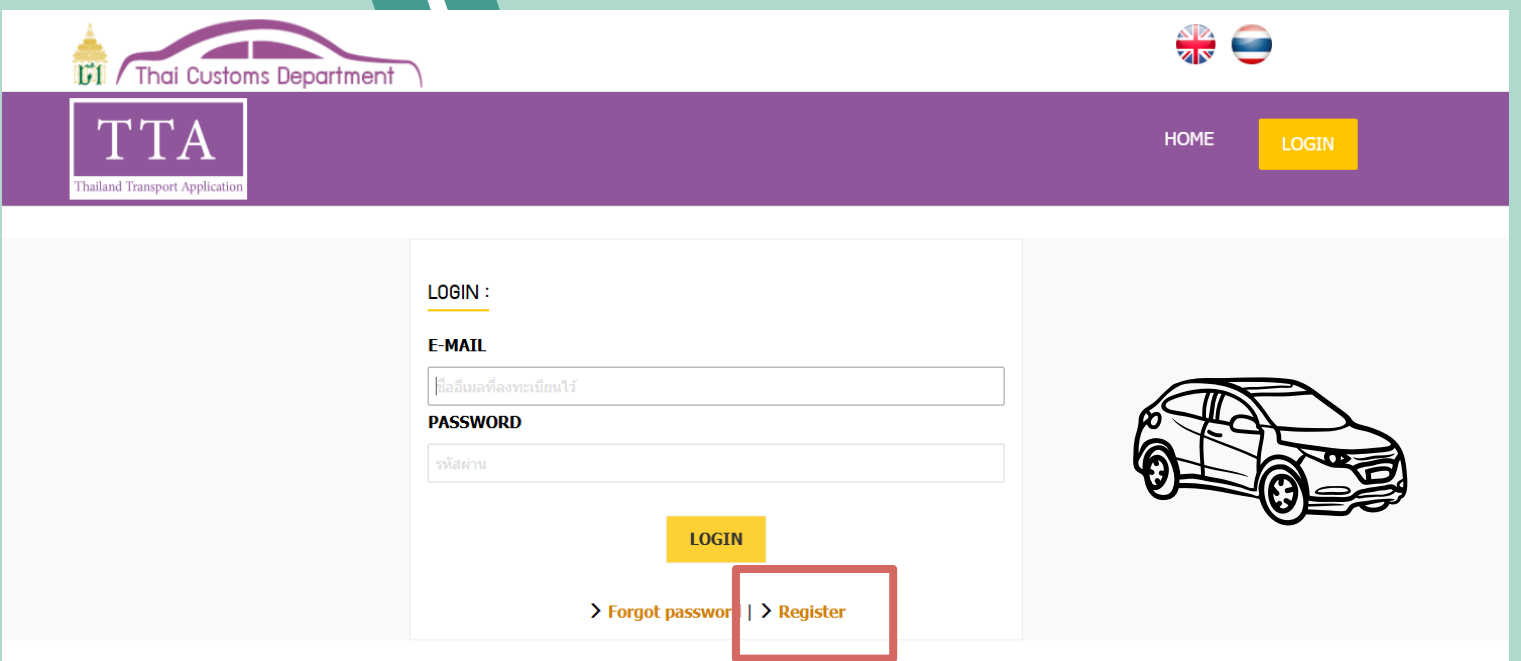 Thai Customs Department
TTA
Thailand Transport Application
HOME
LOGIN
LOGIN :
E-MAIL
ชื่ออีเมลที่ลงทะเบียนไว้
PASSWORD
รหัสผ่าน
LOGIN
> Forgot password | > Register